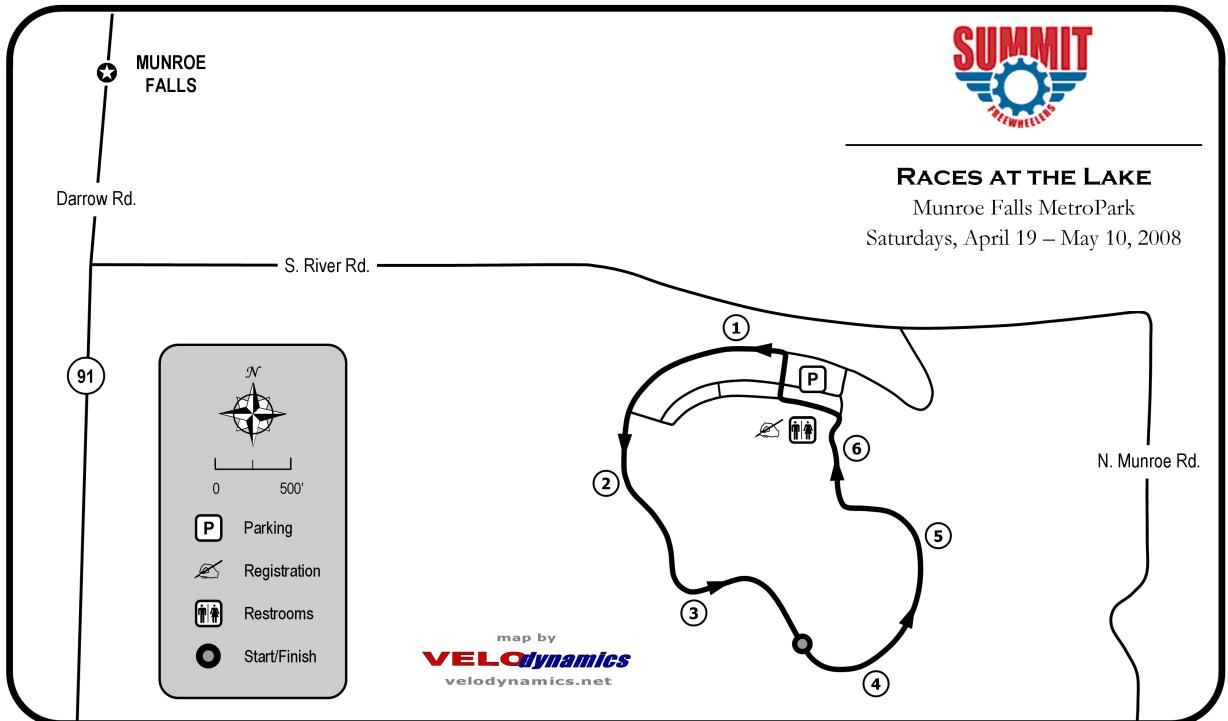 MUNROE
FALLS
SUMMIT
FREEWHEELERS
RACES AT THE LAKE
Munroe Falls MetroPark
Saturdays, April 19 – May 10, 2008
Darrow Rd.
S. River Rd.
91
N. Munroe Rd.
1
2
3
4
5
6
P
N
0 500'
P Parking
Registration
Restrooms
Start/Finish
map by
VELOdynamics
velodynamics.net